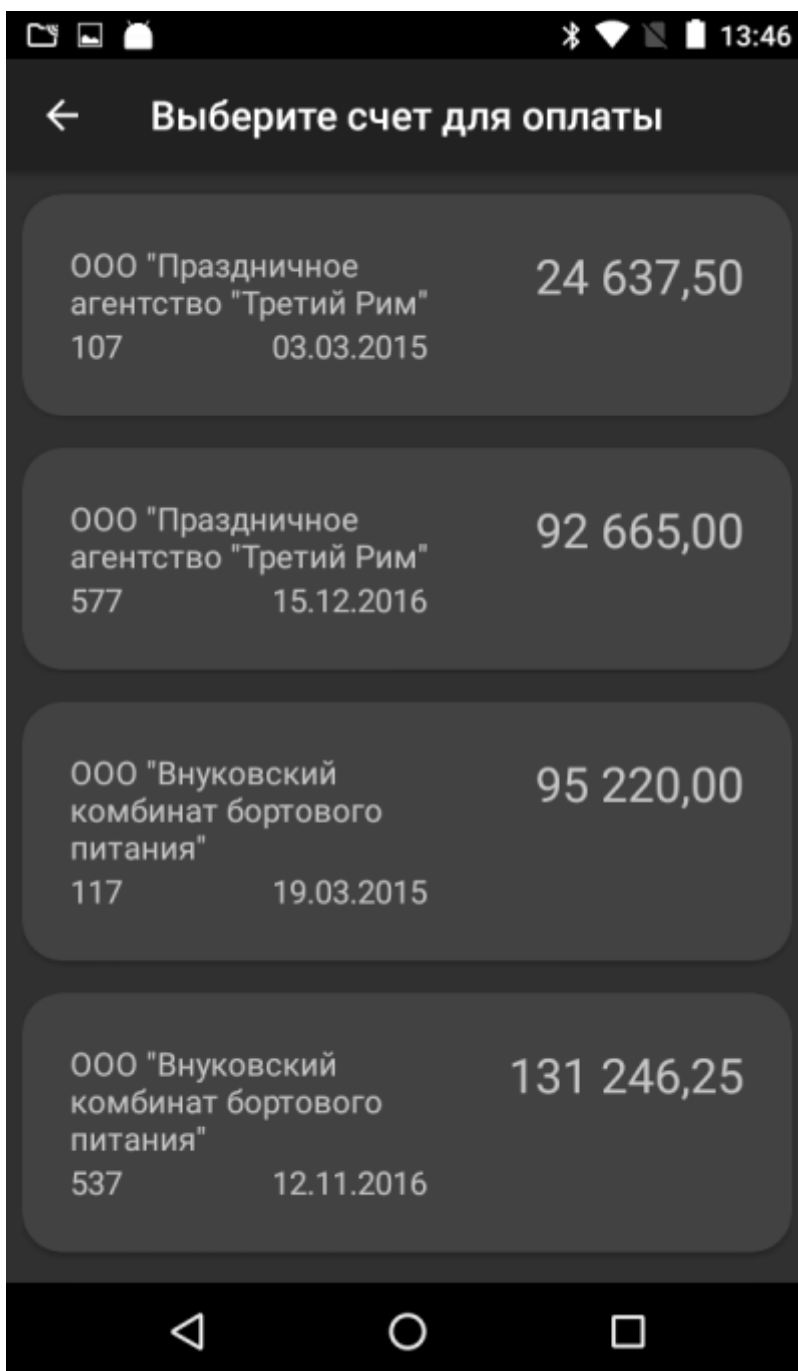 13:46
Выберите счет для оплаты
ООО "Праздничное
агентство "Третий Рим"
24 637,50
107 03.03.2015
ООО "Праздничное
агентство "Третий Рим"
92 665,00
577 15.12.2016
ООО "Внуковский
комбинат бортового
питания"
95 220,00
117 19.03.2015
ООО "Внуковский
комбинат бортового
питания"
131 246,25
537 12.11.2016